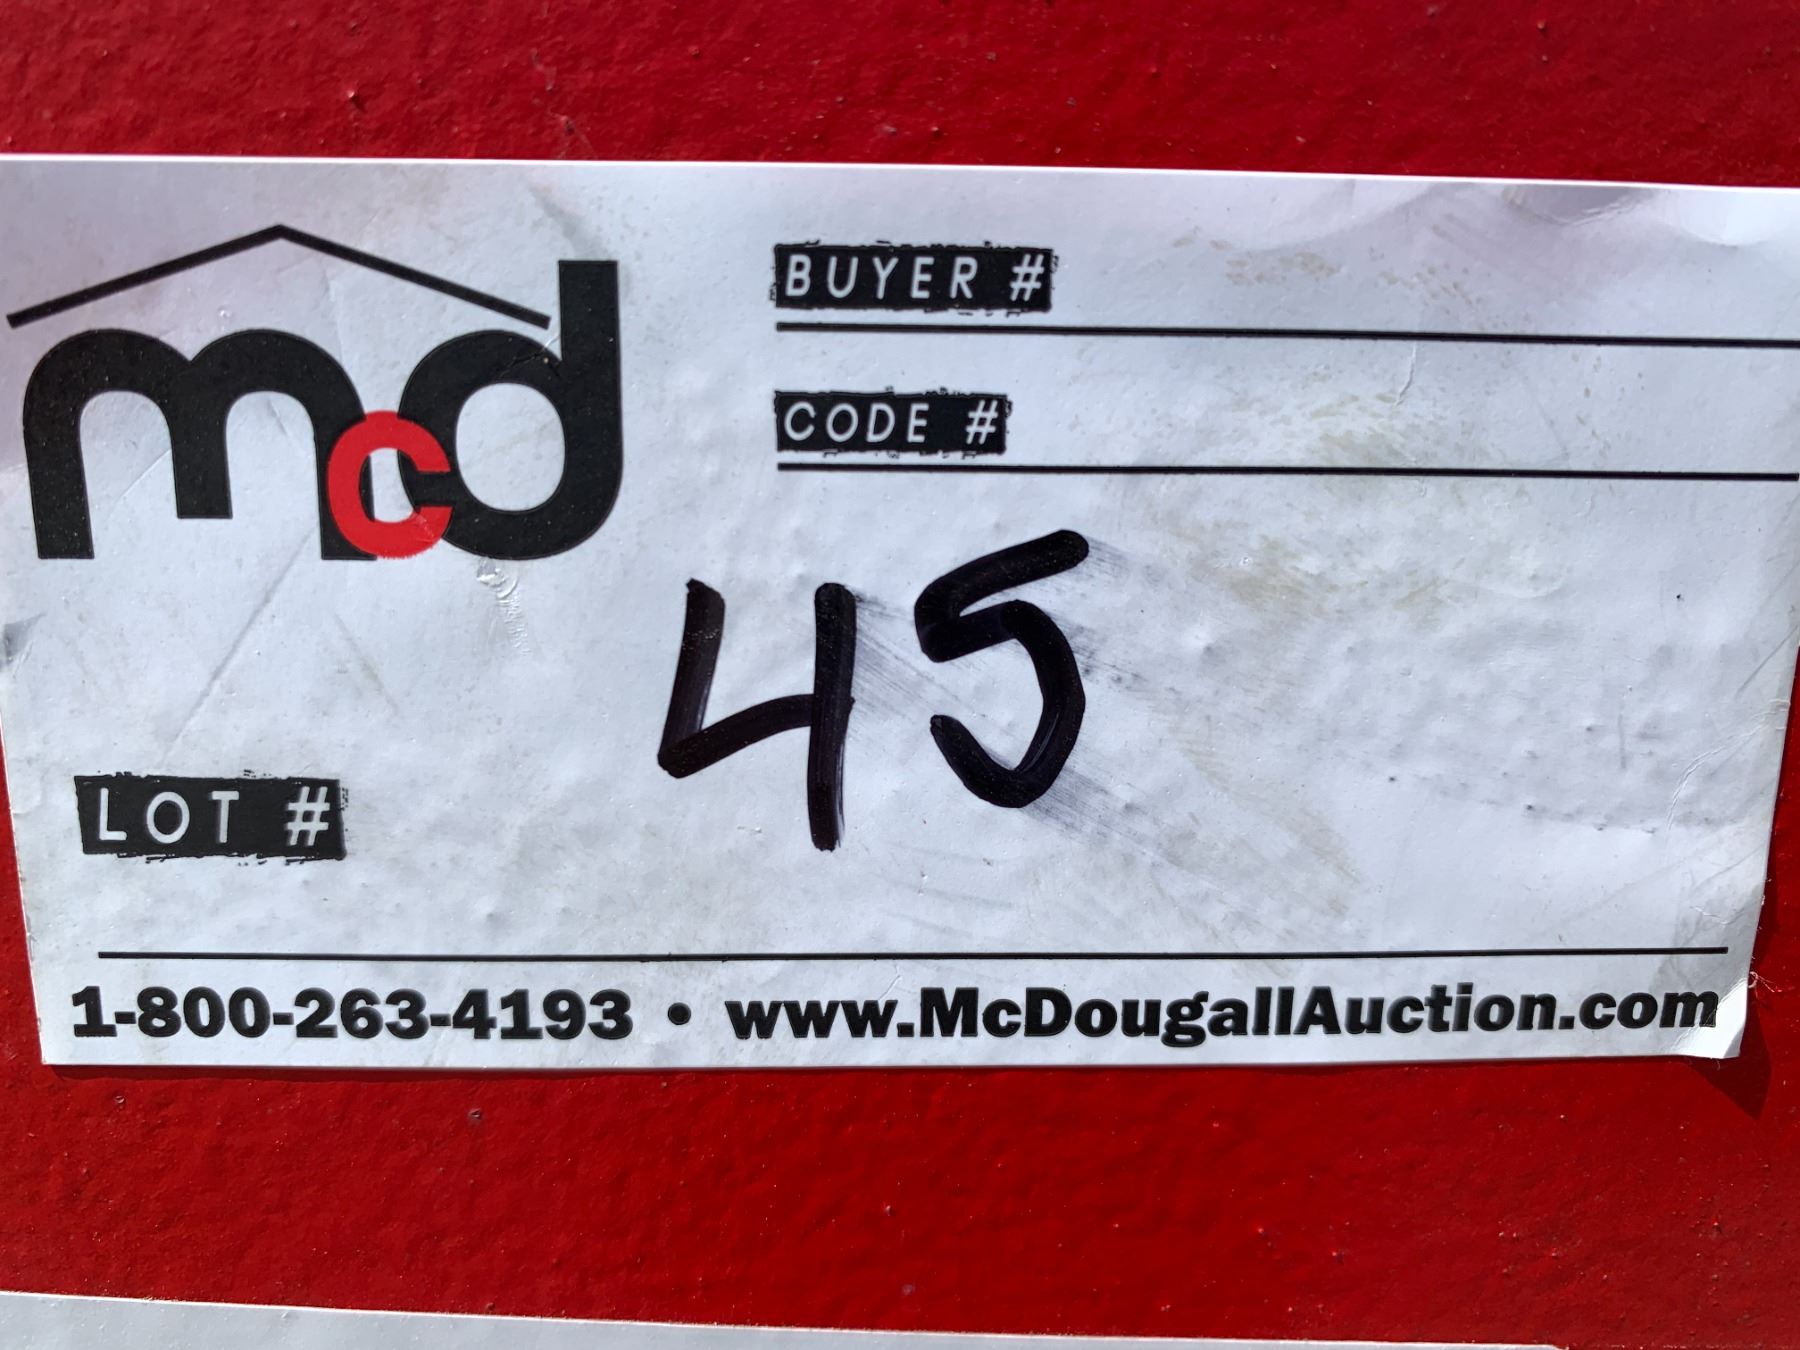 mcd
BUYER #
CODE #
45
LOT #
1-800-263-4193 • www.McDougallAuction.com